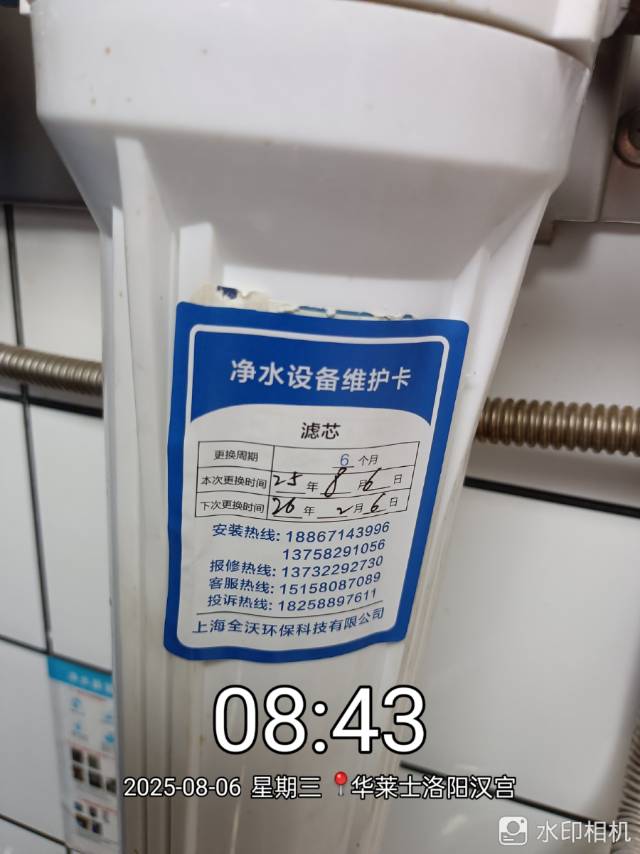 净水设备维护卡
滤芯
更换周期 6 个月
本次更换时间 25 年 8 月 6 日
下次更换时间 26 年 2 月 6 日
安装热线: 18867143996
13758291056
报修热线: 13732292730
客服热线: 15158087089
投诉热线: 18258897611
上海全沃环保科技有限公司
08:43
2025-08-06 星期三 华莱士洛阳汉宫
水印相机